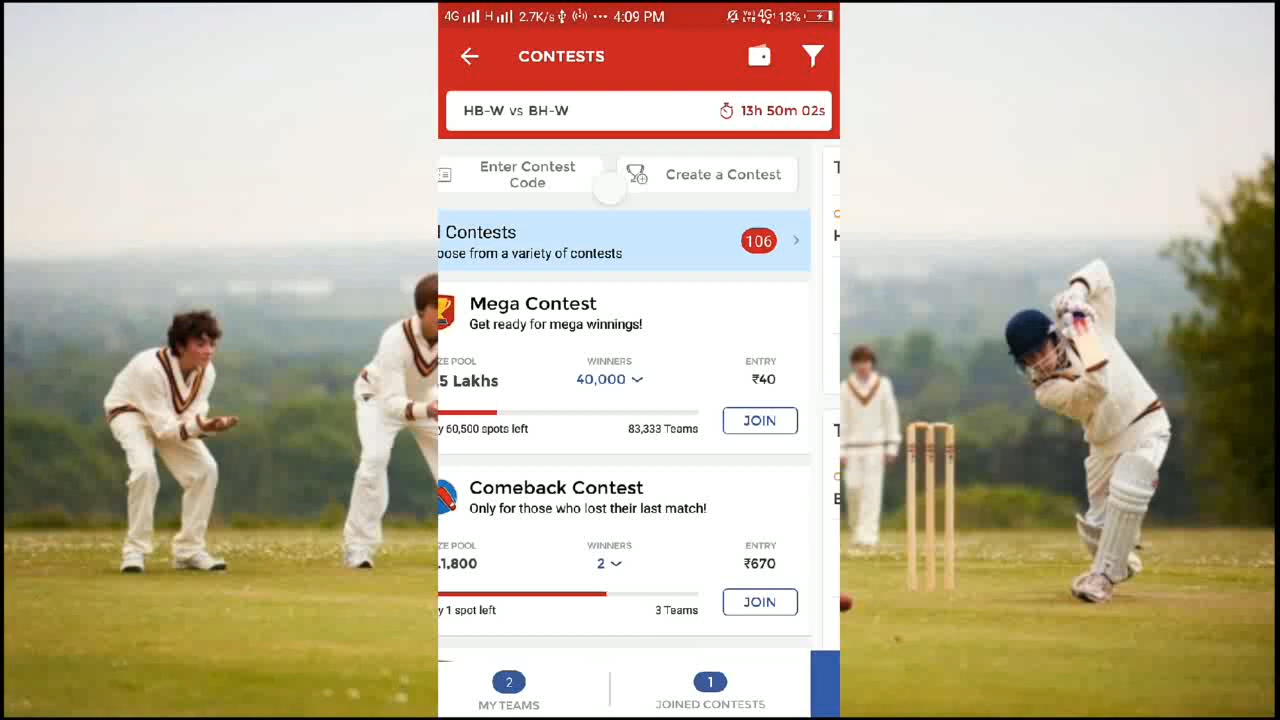 4G H 2.7K/s ••• 4:09 PM 4G 13%
CONTESTS
HB-W vs BH-W 13h 50m 02s
Enter Contest
Code
Create a Contest
l Contests
106
oose from a variety of contests
Mega Contest
Get ready for mega winnings!
ZE POOL WINNERS ENTRY
5 Lakhs 40,000 ₹40
y 60,500 spots left 83,333 Teams
JOIN
Comeback Contest
Only for those who lost their last match!
ZE POOL WINNERS ENTRY
1,800 2 ₹670
y 1 spot left 3 Teams
JOIN
2 1
MY TEAMS JOINED CONTESTS